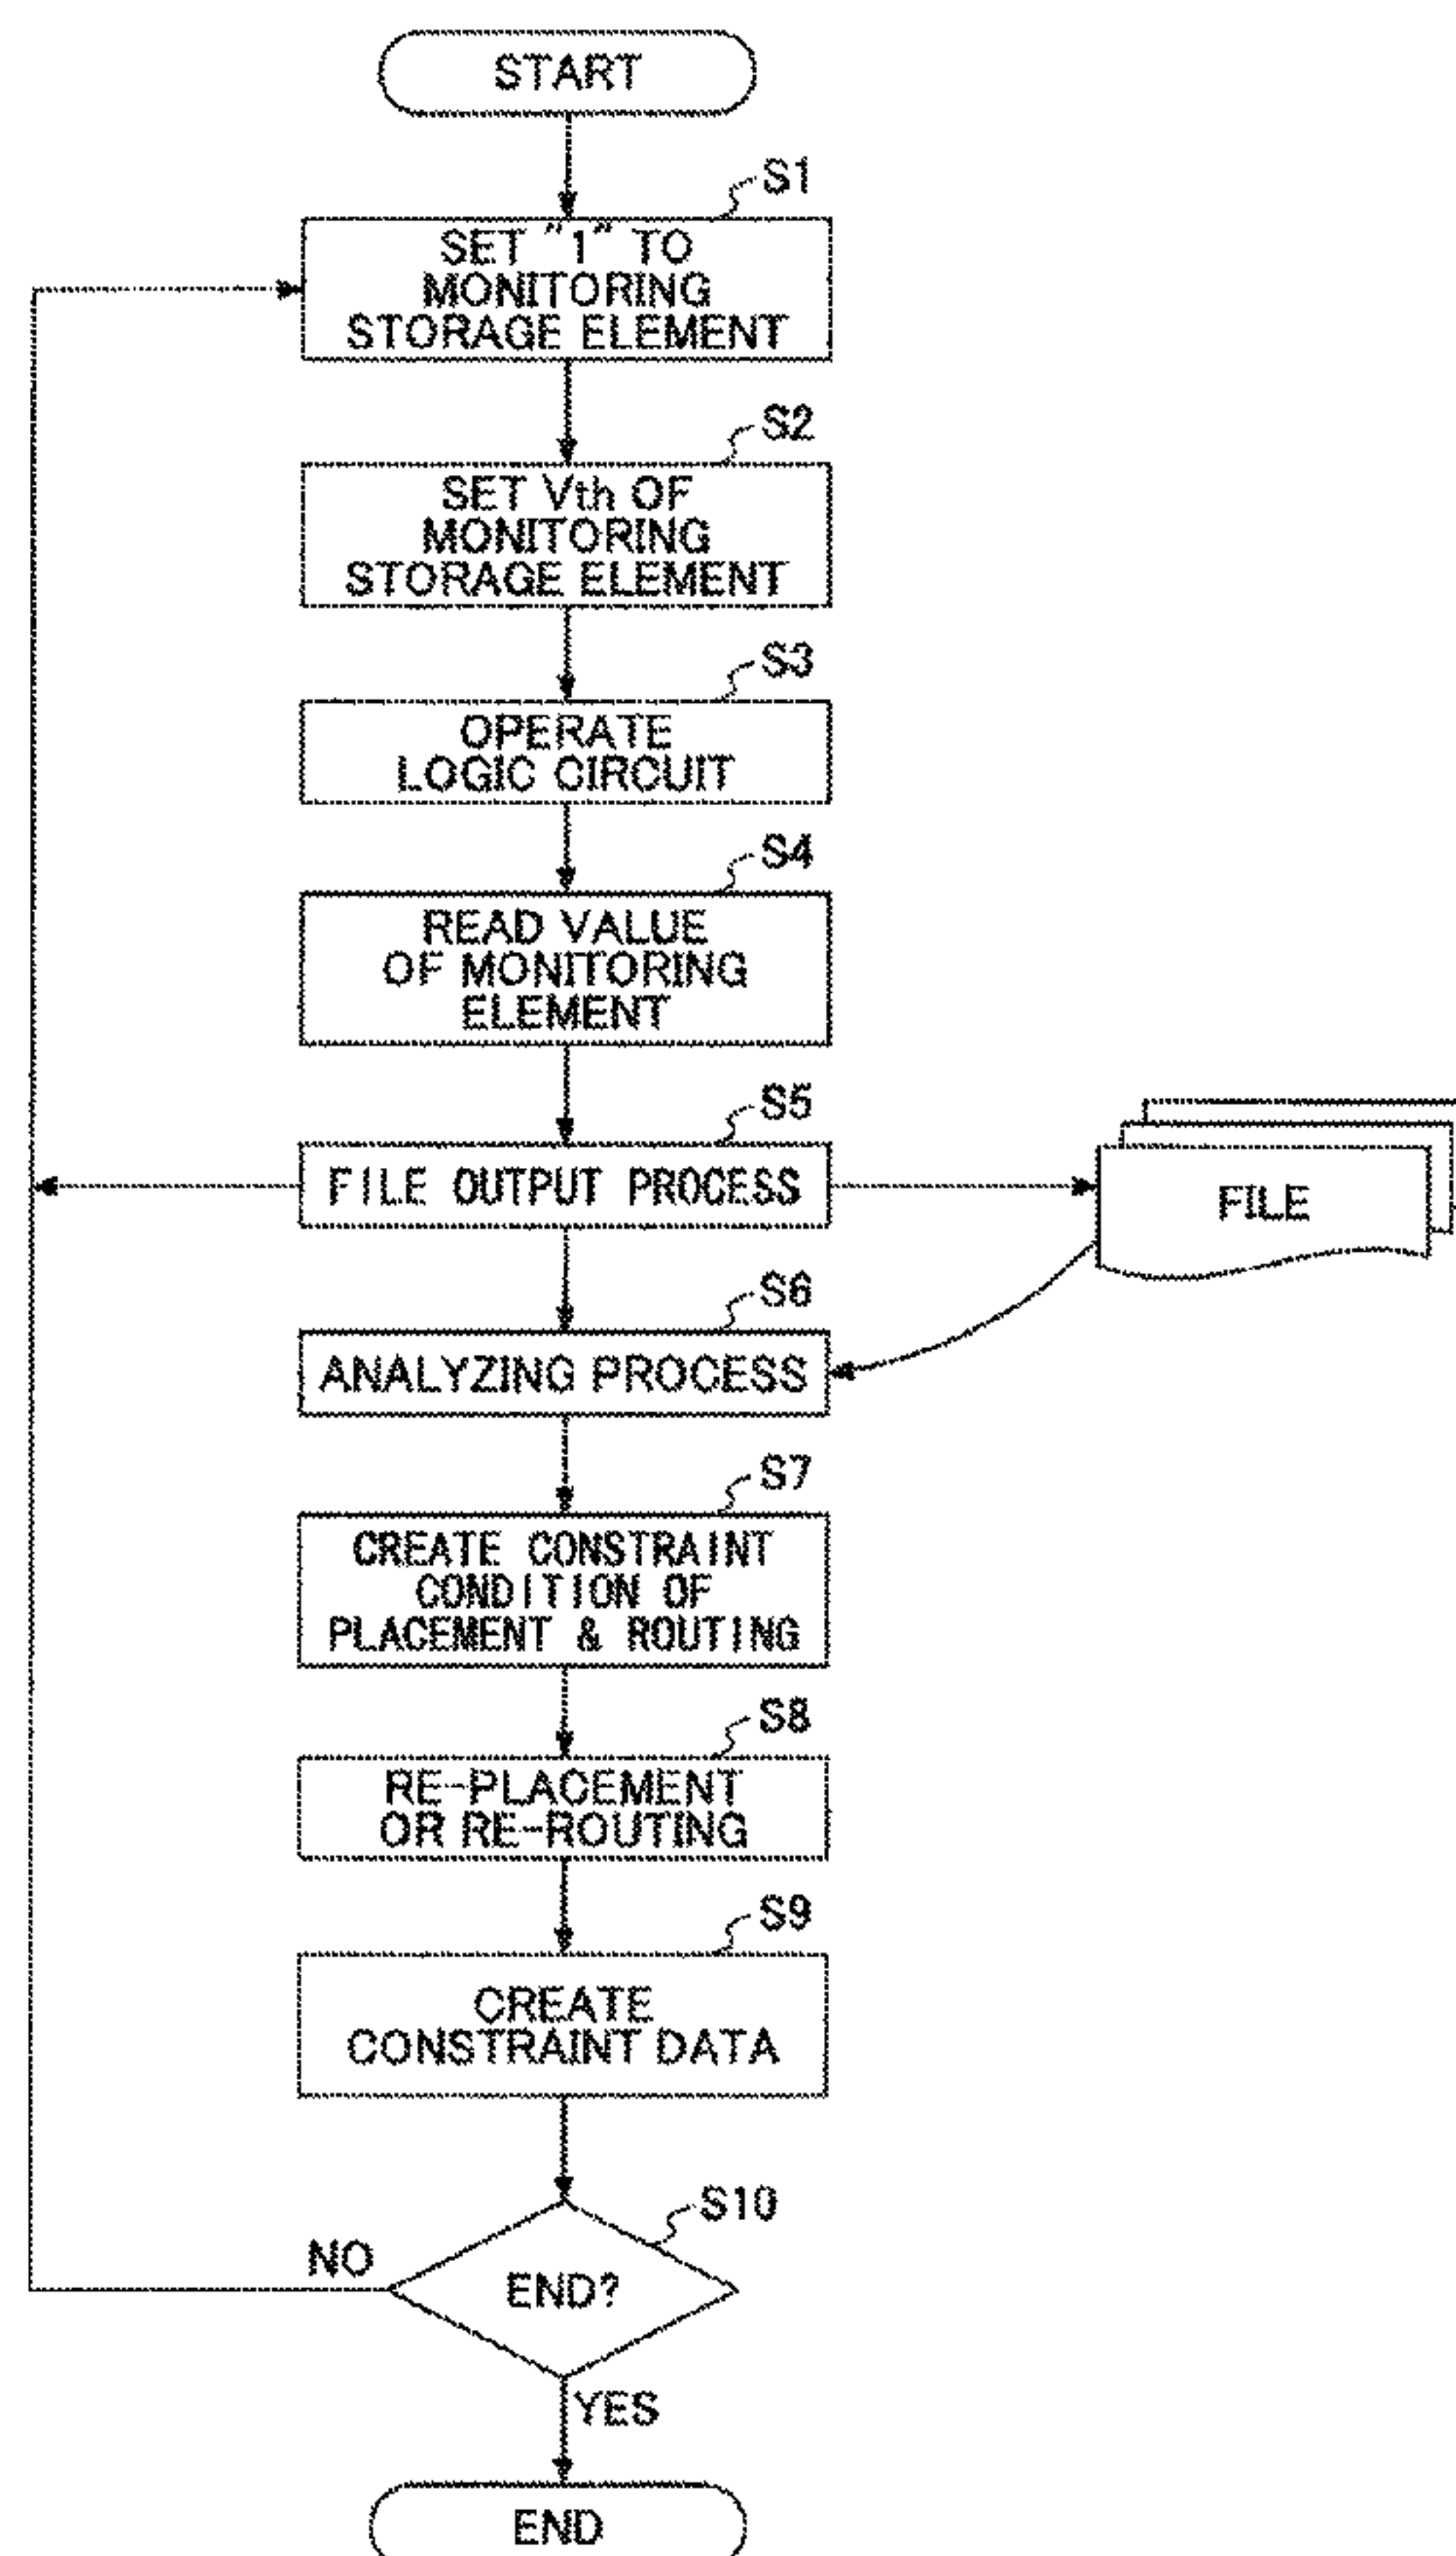 START
S1
SET "1" TO
MONITORING
STORAGE ELEMENT
S2
SET Vth OF
MONITORING
STORAGE ELEMENT
S3
OPERATE
LOGIC CIRCUIT
S4
READ VALUE
OF MONITORING
ELEMENT
S5
FILE OUTPUT PROCESS
FILE
S6
ANALYZING PROCESS
S7
CREATE CONSTRAINT
CONDITION OF
PLACEMENT & ROUTING
S8
RE-PLACEMENT
OR RE-ROUTING
S9
CREATE
CONSTRAINT DATA
S10
NO
END?
YES
END